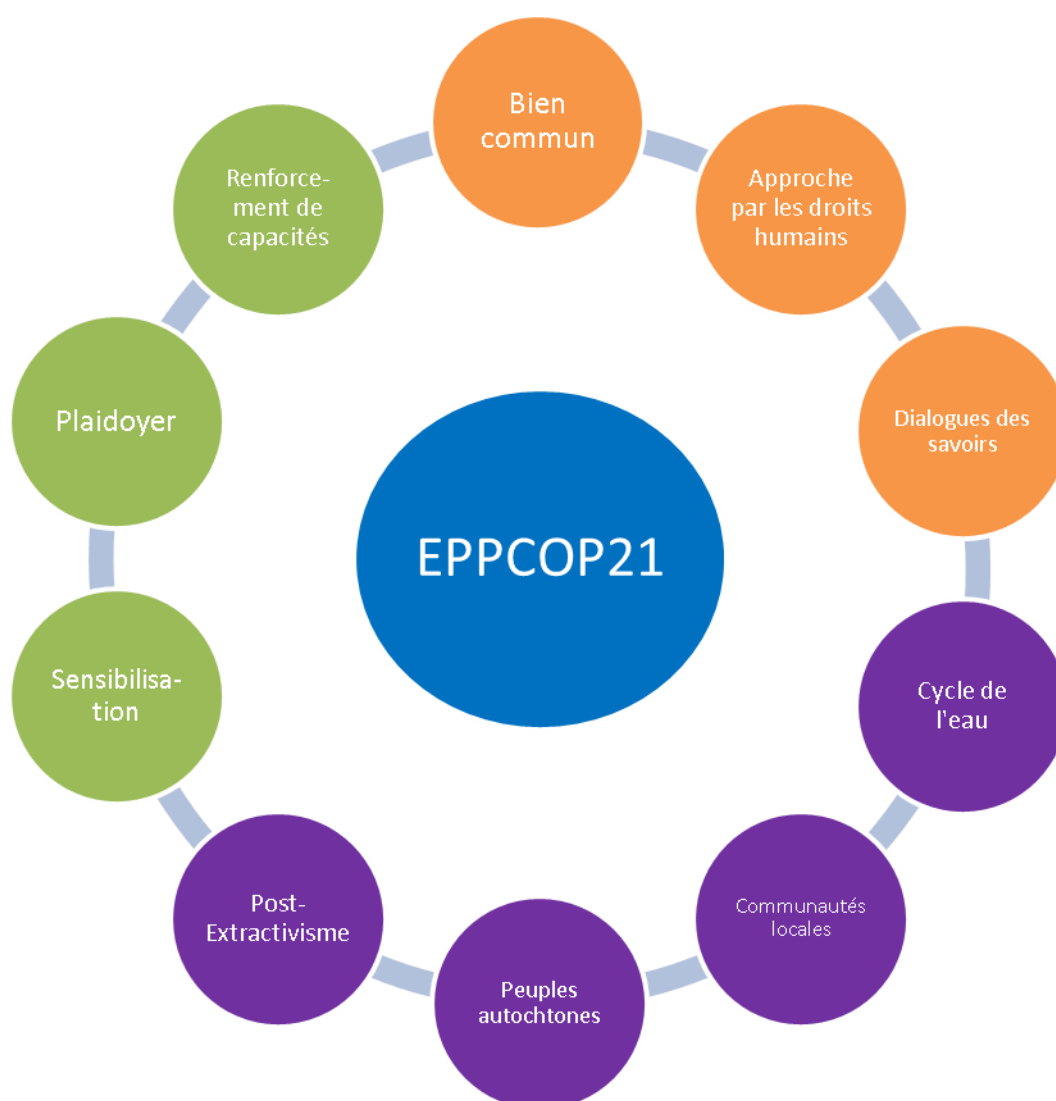 Bien
commun
Approche
par les droits
humains
Dialogues des
savoirs
Cycle de
l'eau
Communautés
locales
Peuples
autochtones
Post-
Extractivisme
Sensibilisa-
tion
Plaidoyer
Renforce-
ment de
capacités
EPPCOP21